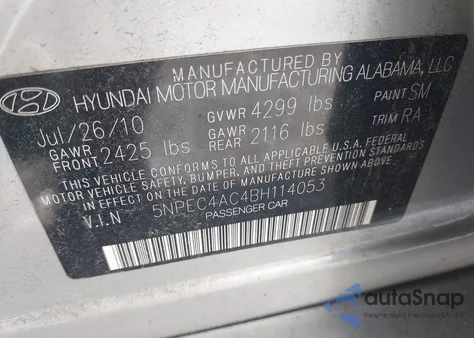 MANUFACTURED BY
HYUNDAI MOTOR MANUFACTURING ALABAMA, LLC
Jul/26/10 GVWR 4299 lbs PAINT SM
GAWR FRONT 2425 lbs GAWR REAR 2116 lbs TRIM RA
THIS VEHICLE CONFORMS TO ALL APPLICABLE U.S.A FEDERAL
MOTOR VEHICLE SAFETY, BUMPER, AND THEFT PREVENTION STANDARDS
IN EFFECT ON THE DATE OF MANUFACTURE SHOWN ABOVE.
V.I.N 5NPEC4AC4BH114053
PASSENGER CAR
autoSnap